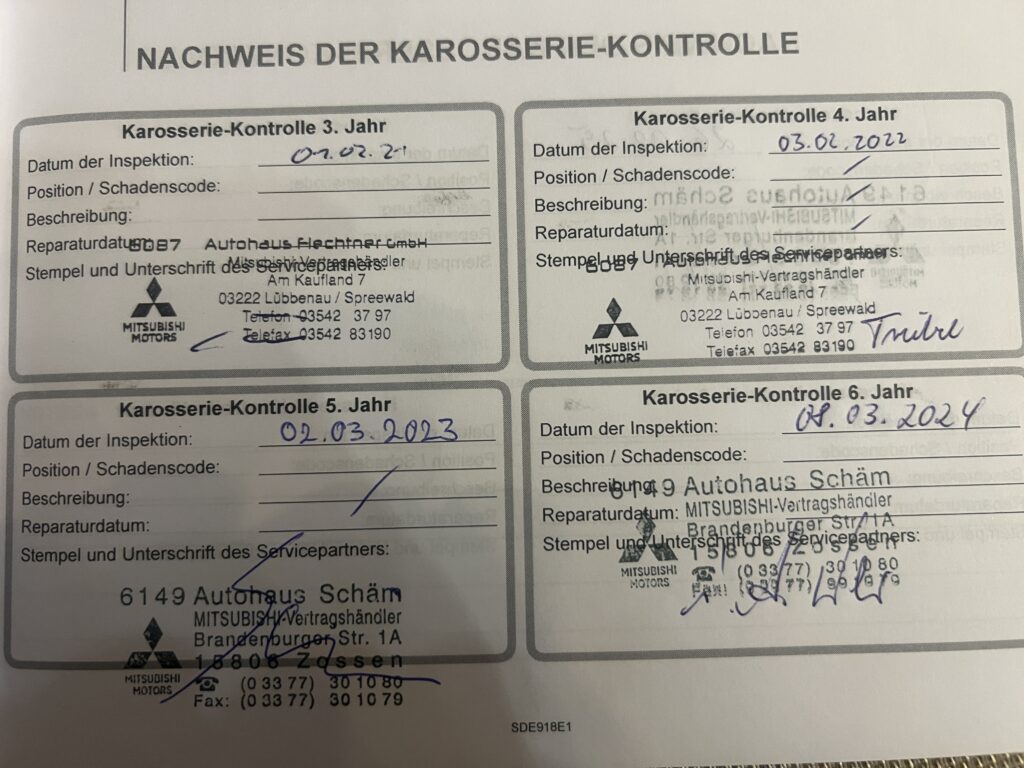 NACHWEIS DER KAROSSERIE-KONTROLLE
Karosserie-Kontrolle 3. Jahr
Datum der Inspektion: 01.02.21
Position / Schadenscode:
Beschreibung:
Reparaturdatum:
6087 Autohaus Flechtner GmbH
Stempel und Unterschrift des Servicepartners:
Mitsubishi-Vertragshändler
Am Kaufland 7
03222 Lübbenau / Spreewald
Telefon 03542 37 97
Telefax 03542 83190
MITSUBISHI
MOTORS
Karosserie-Kontrolle 4. Jahr
Datum der Inspektion: 03.02.2022
Position / Schadenscode:
Beschreibung:
Reparaturdatum:
Stempel und Unterschrift des Servicepartners:
6087 Autohaus Flechtner GmbH
Mitsubishi-Vertragshändler
Am Kaufland 7
03222 Lübbenau / Spreewald
Telefon 03542 37 97
Telefax 03542 83190
MITSUBISHI
MOTORS
Karosserie-Kontrolle 5. Jahr
Datum der Inspektion: 02.03.2023
Position / Schadenscode:
Beschreibung:
Reparaturdatum:
Stempel und Unterschrift des Servicepartners:
6149 Autohaus Schäm
MITSUBISHI-Vertragshändler
Brandenburger Str. 1A
15806 Zossen
(0 33 77) 30 10 80
Fax: (0 33 77) 30 10 79
MITSUBISHI
MOTORS
Karosserie-Kontrolle 6. Jahr
Datum der Inspektion: 08.03.2024
Position / Schadenscode:
Beschreibung:
6149 Autohaus Schäm
Reparaturdatum:
MITSUBISHI-Vertragshändler
Brandenburger Str. 1A
Stempel und Unterschrift des Servicepartners:
15806 Zossen
(0 33 77) 30 10 80
Fax: (0 33 77)
MITSUBISHI
MOTORS
SDE918E1